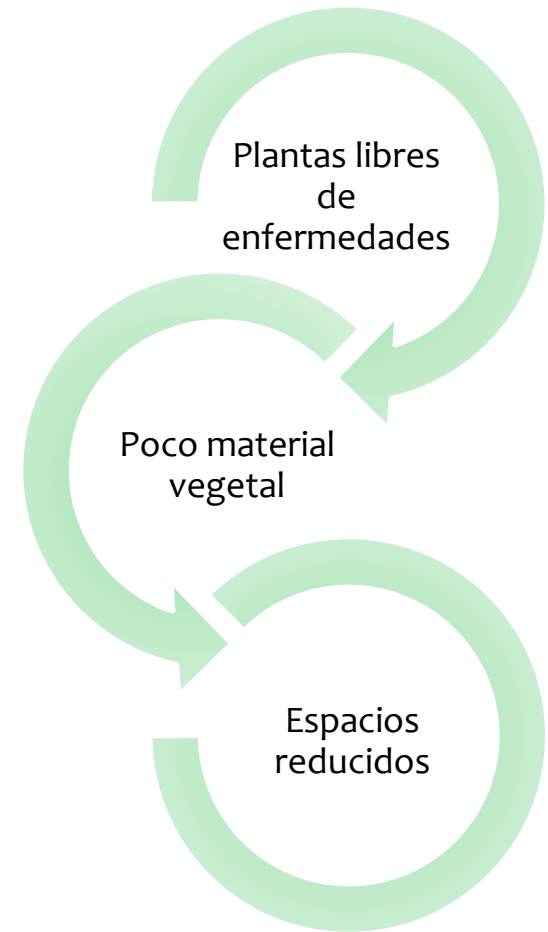 Plantas libres
de
enfermedades
Poco material
vegetal
Espacios
reducidos